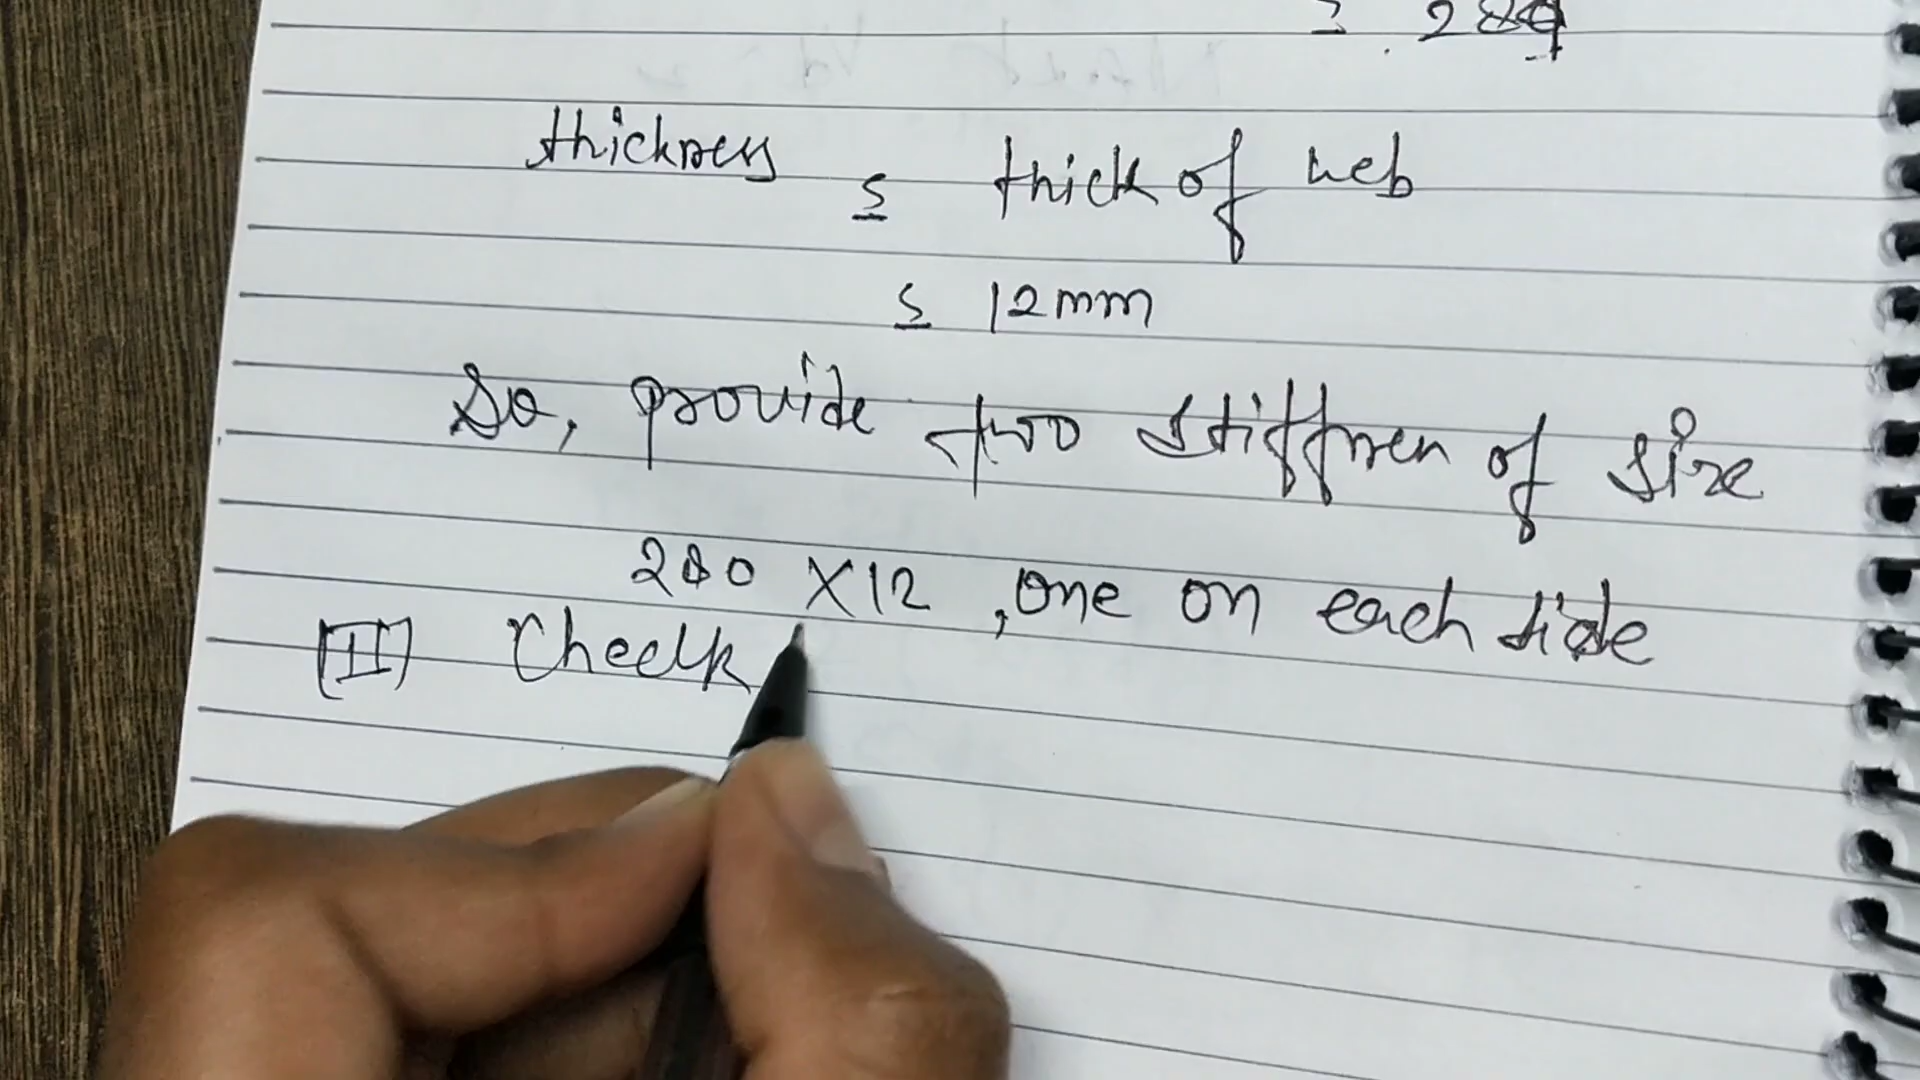 ≤ 289
thickness ≤ thick of web
≤ 12mm
So, provide two stiffner of size
280 X12, one on each side
[II] Check